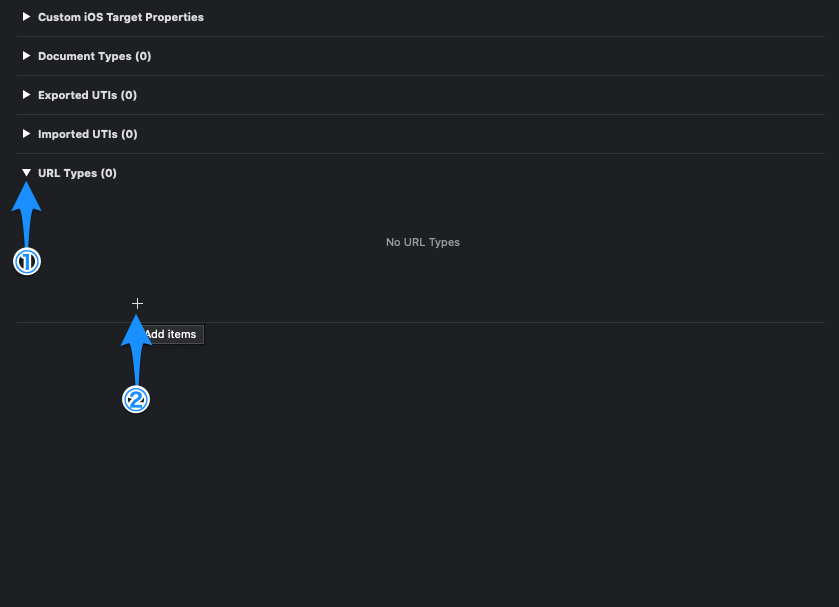 Custom iOS Target Properties
Document Types (0)
Exported UTIs (0)
Imported UTIs (0)
URL Types (0)
No URL Types
1
Add items
2